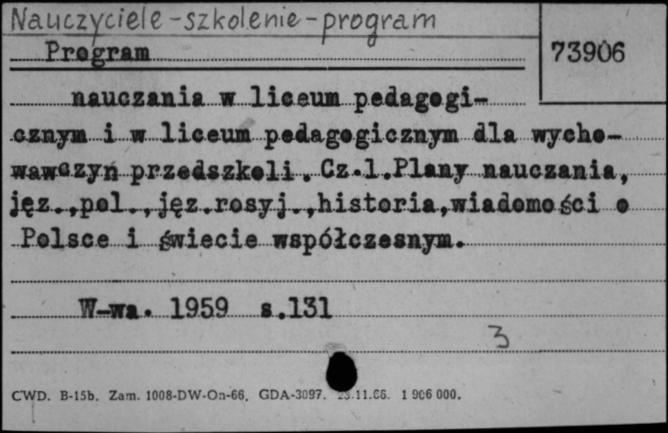 Nauczyciele-szkolenie-program
Program
73906
nauczania w liceum pedagogi-
cznym i w liceum pedagogicznym dla wycho-
wawczyń przedszkoli. Cz.1.Plany nauczania,
jęz.,pol.,jęz.rosyj.,historia,wiadomości o
Polsce i świecie współczesnym.
W-wa. 1959 s.131
3
CWD. B-15b. Zam. 1008-DW-On-66. GDA-3097. 23.11.66. 1 906 000.